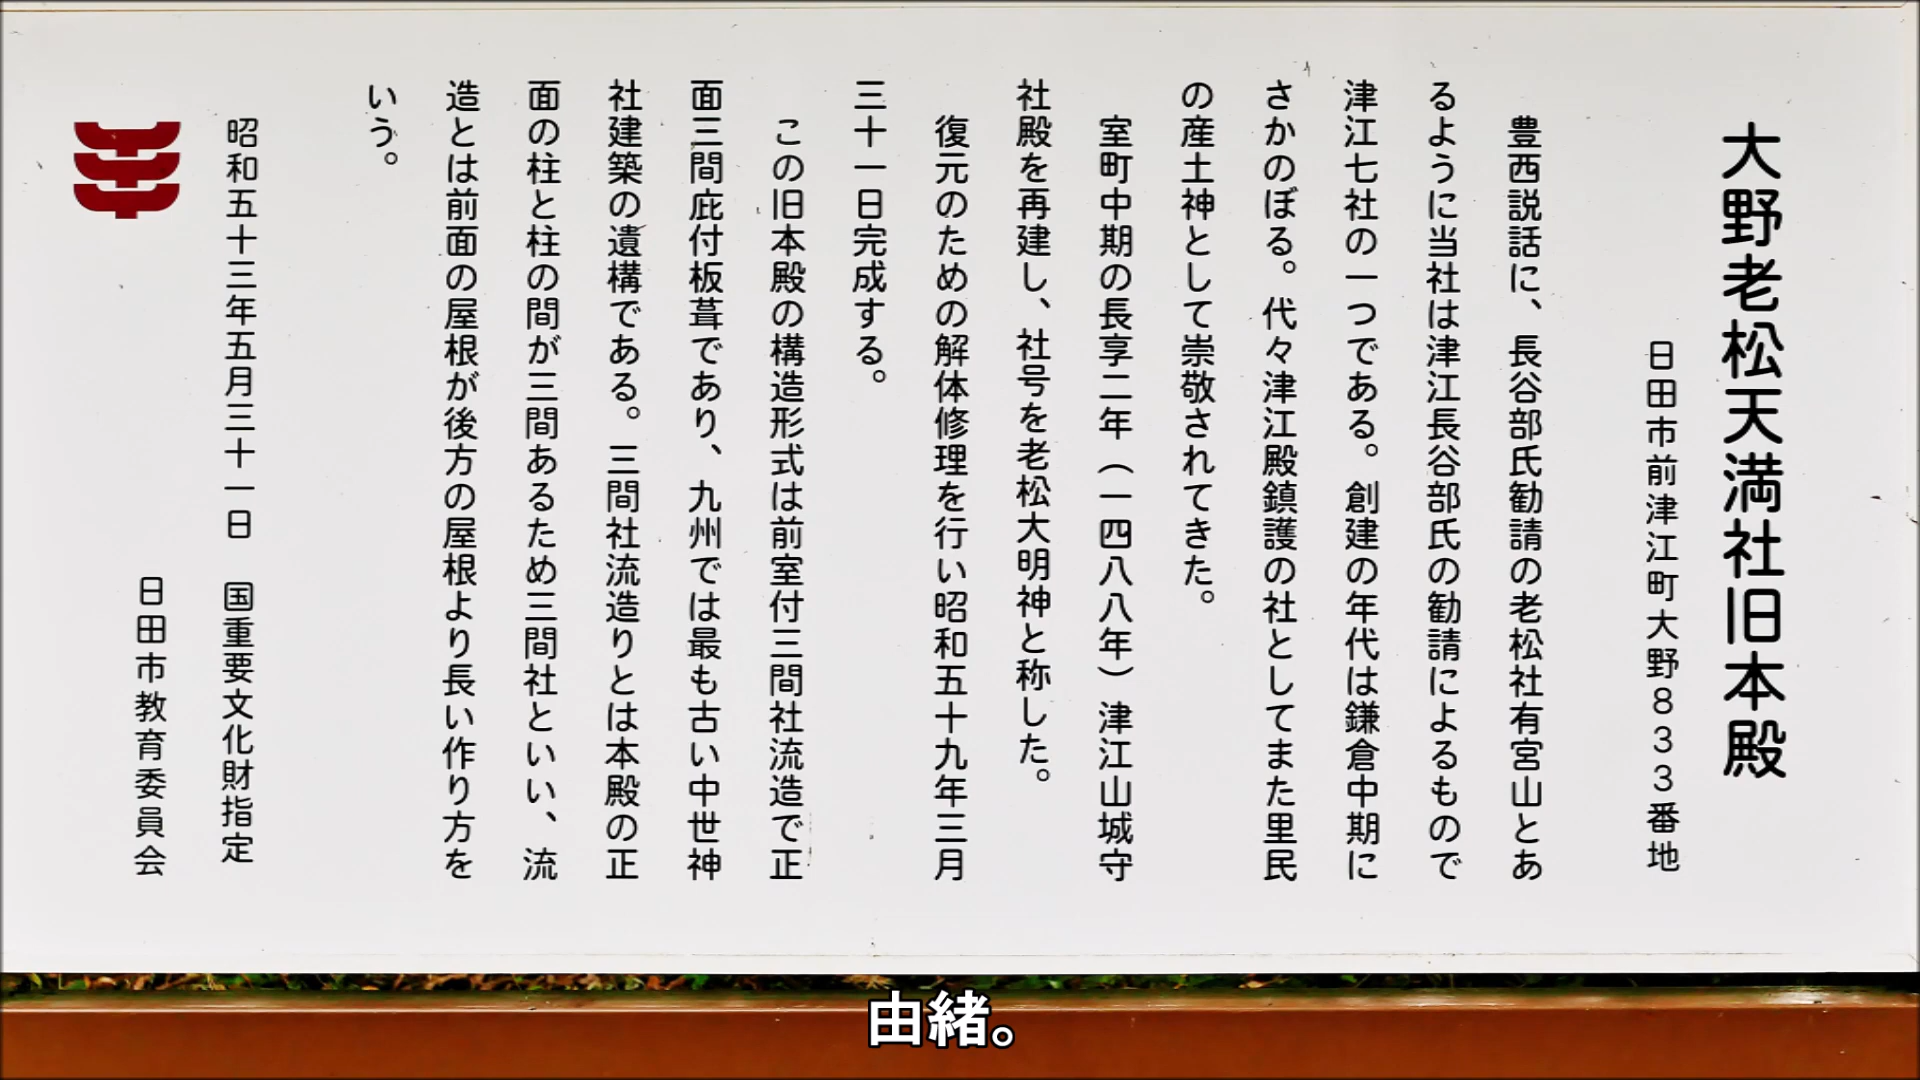 大野老松天満社旧本殿
日田市前津江町大野833番地
豊西説話に、長谷部氏勧請の老松社有宮山とあ
るように当社は津江長谷部氏の勧請によるもので
津江七社の一つである。創建の年代は鎌倉中期に
さかのぼる。代々津江殿鎮護の社としてまた里民
の産土神として崇敬されてきた。
室町中期の長享二年（一四八八年）津江山城守
社殿を再建し、社号を老松大明神と称した。
復元のための解体修理を行い昭和五十九年三月
三十一日完成する。
この旧本殿の構造形式は前室付三間社流造で正
面三間庇付板葺であり、九州では最も古い中世神
社建築の遺構である。三間社流造りとは本殿の正
面の柱と柱の間が三間あるため三間社といい、流
造とは前面の屋根が後方の屋根より長い作り方を
いう。
昭和五十三年五月三十一日　国重要文化財指定
日田市教育委員会
由緒。